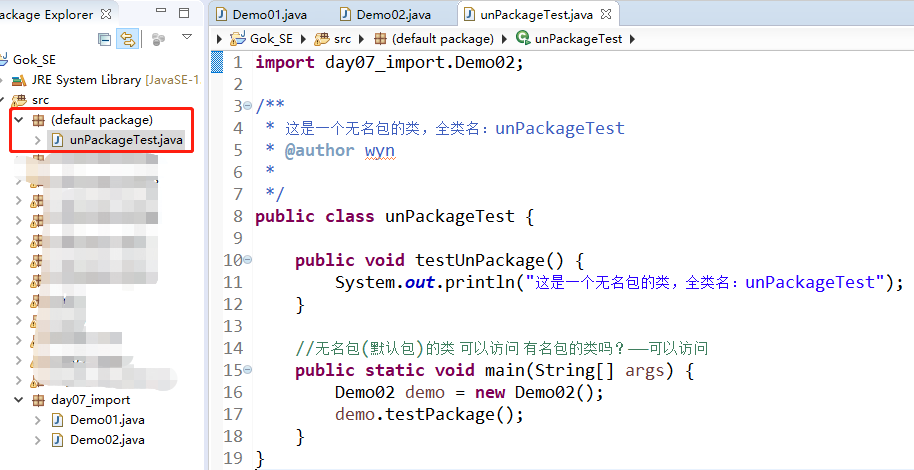 ackage Explorer
Gok_SE
JRE System Library [JavaSE-1
src
(default package)
unPackageTest.java
day07_import
Demo01.java
Demo02.java
Demo01.java Demo02.java unPackageTest.java
Gok_SE src (default package) unPackageTest
1 import day07_import.Demo02;
2
3 /**
4 * 这是一个无名包的类，全类名：unPackageTest
5 * @author wyn
6 *
7 */
8 public class unPackageTest {
9
10 public void testUnPackage() {
11 System.out.println("这是一个无名包的类，全类名：unPackageTest");
12 }
13
14 //无名包(默认包)的类 可以访问 有名包的类吗？——可以访问
15 public static void main(String[] args) {
16 Demo02 demo = new Demo02();
17 demo.testPackage();
18 }
19 }